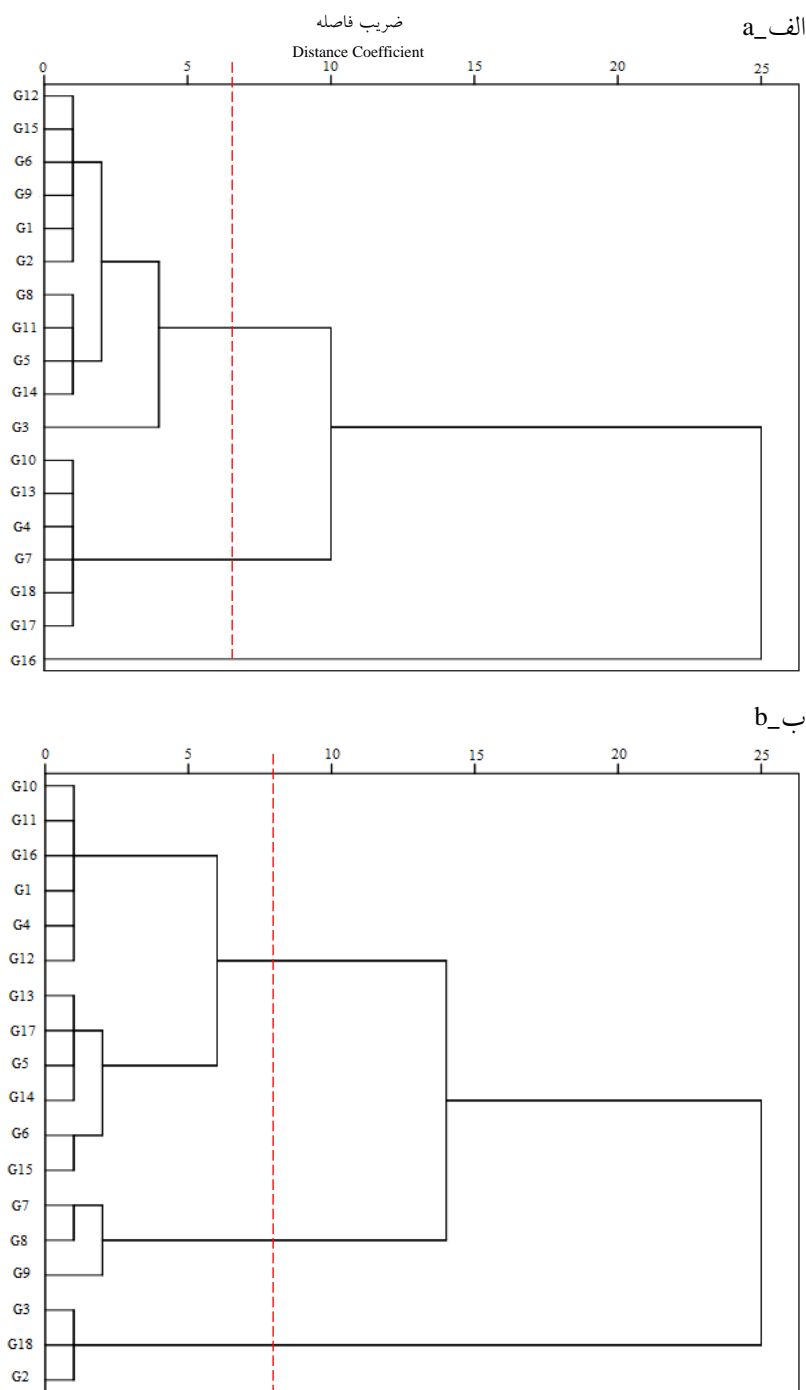 الف_a
ضریب فاصله
Distance Coefficient
0 5 10 15 20 25
G12
G15
G6
G9
G1
G2
G8
G11
G5
G14
G3
G10
G13
G4
G7
G18
G17
G16
ب_b
0 5 10 15 20 25
G10
G11
G16
G1
G4
G12
G13
G17
G5
G14
G6
G15
G7
G8
G9
G3
G18
G2